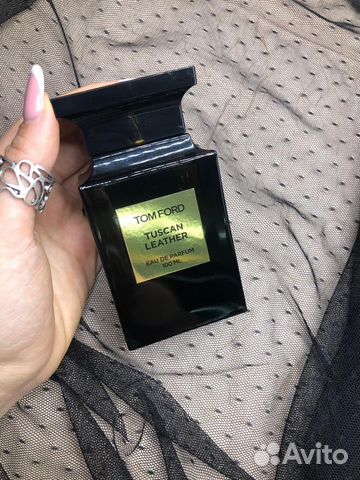 TOM FORD
TUSCAN
LEATHER
EAU DE PARFUM
100 ML
Avito